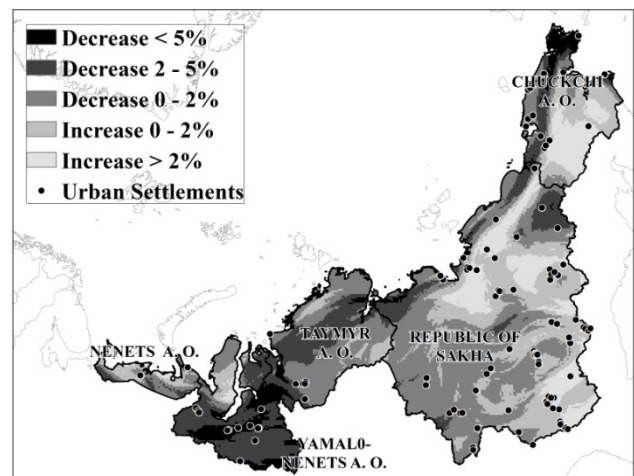 Decrease < 5%
Decrease 2 - 5%
Decrease 0 - 2%
Increase 0 - 2%
Increase > 2%
Urban Settlements
CHUCKCHI
A. O.
TAYMYR
A. O.
REPUBLIC OF
SAKHA
NENETS A. O.
YAMAL0-
NENETS A. O.